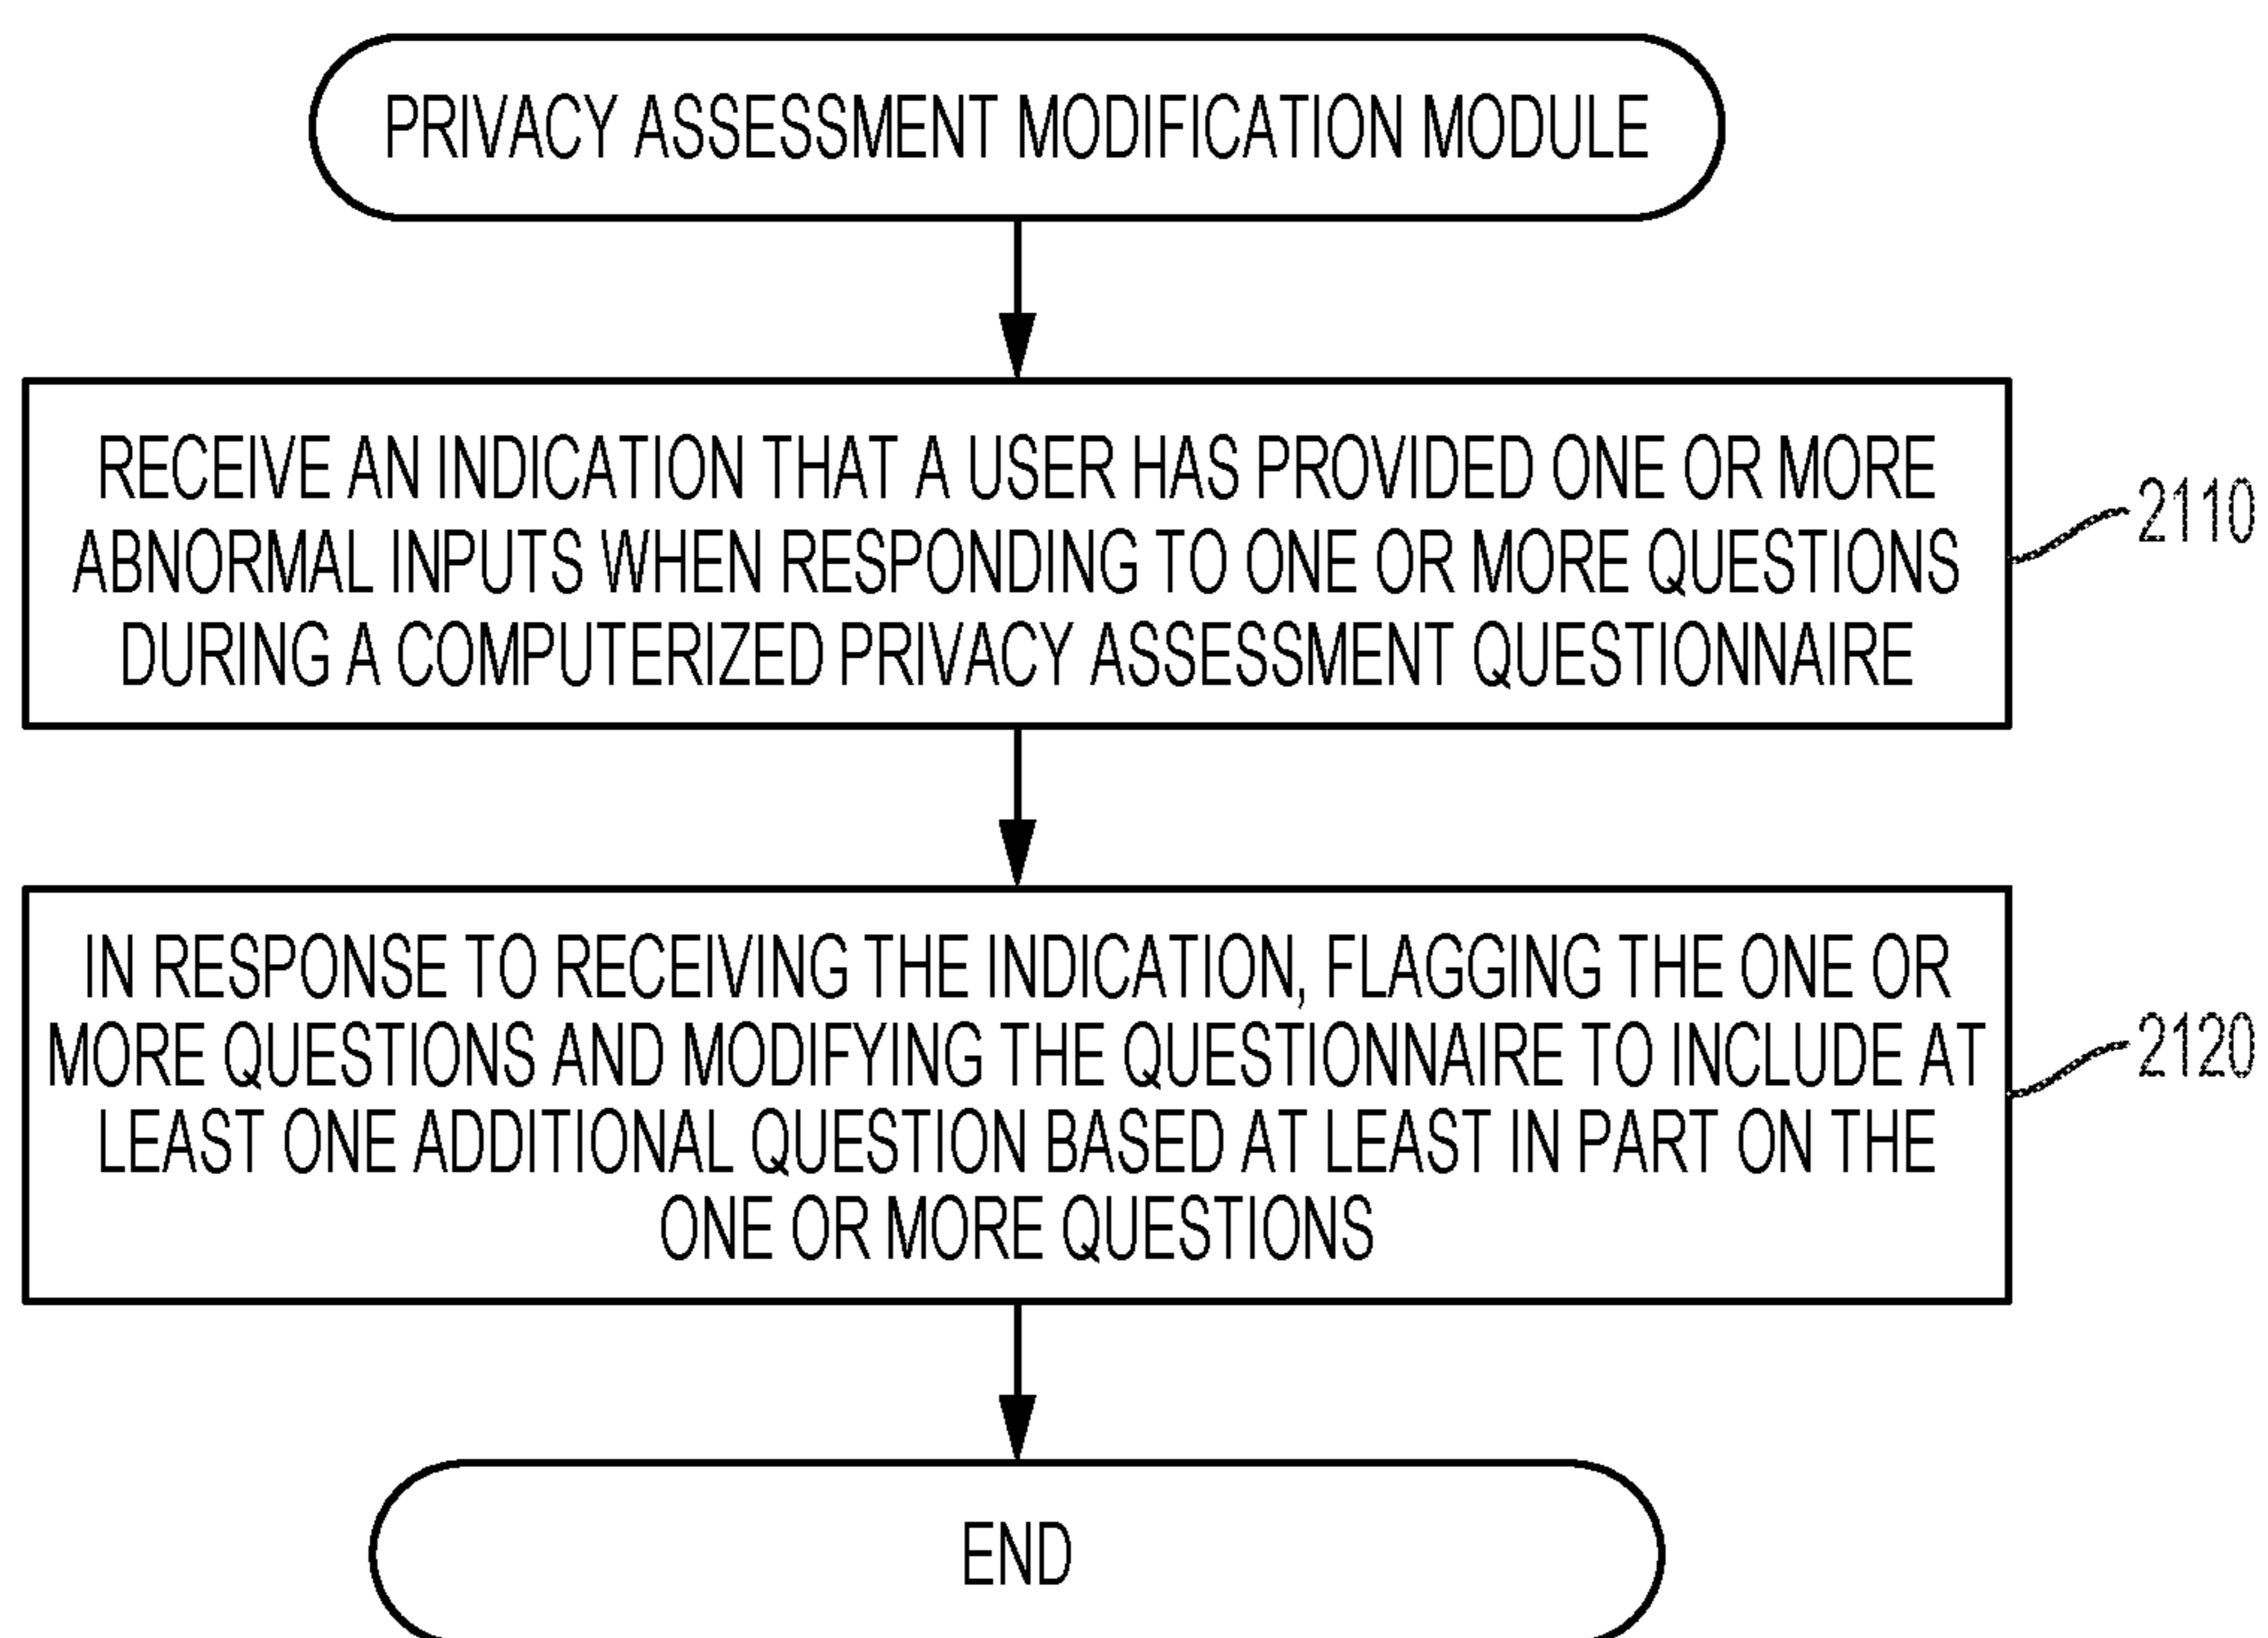 PRIVACY ASSESSMENT MODIFICATION MODULE
RECEIVE AN INDICATION THAT A USER HAS PROVIDED ONE OR MORE
ABNORMAL INPUTS WHEN RESPONDING TO ONE OR MORE QUESTIONS
DURING A COMPUTERIZED PRIVACY ASSESSMENT QUESTIONNAIRE
2110
IN RESPONSE TO RECEIVING THE INDICATION, FLAGGING THE ONE OR
MORE QUESTIONS AND MODIFYING THE QUESTIONNAIRE TO INCLUDE AT
LEAST ONE ADDITIONAL QUESTION BASED AT LEAST IN PART ON THE
ONE OR MORE QUESTIONS
2120
END